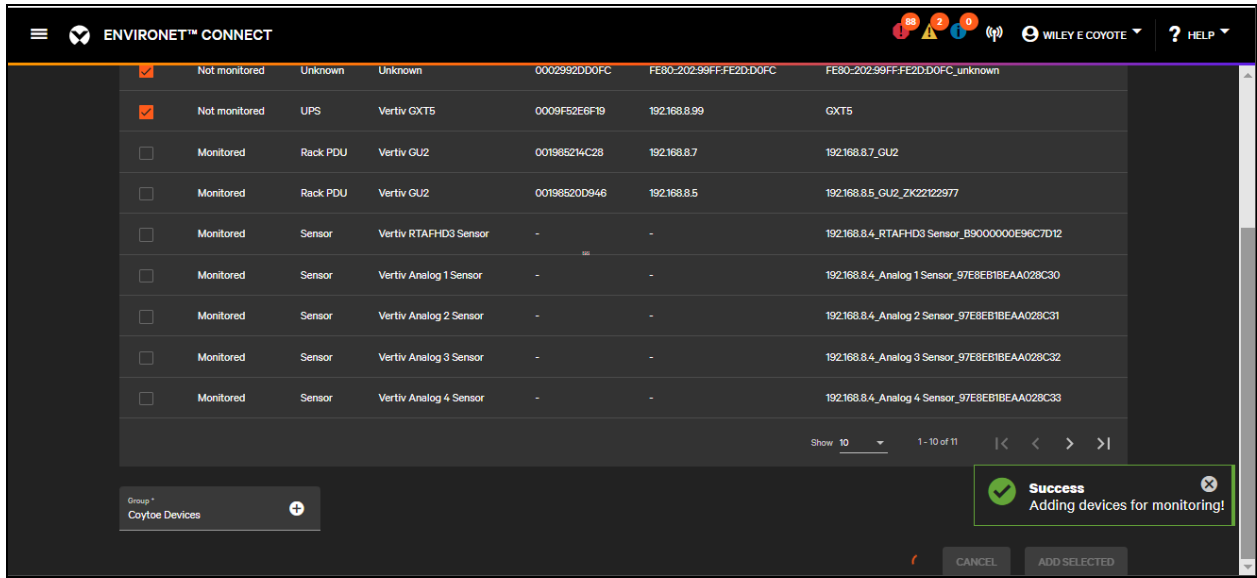 ENVIRONET™ CONNECT 88 2 0 WILEY E COYOTE ? HELP
Not monitored Unknown Unknown 0002992DD0FC FE80::202:99FF:FE2D:D0FC FE80::202:99FF:FE2D:D0FC_unknown
Not monitored UPS Vertiv GXT5 0009F52E6F19 192.168.8.99 GXT5
Monitored Rack PDU Vertiv GU2 001985214C28 192.168.8.7 192.168.8.7_GU2
Monitored Rack PDU Vertiv GU2 00198520D946 192.168.8.5 192.168.8.5_GU2_ZK22122977
Monitored Sensor Vertiv RTAFHD3 Sensor - - 192.168.8.4_RTAFHD3 Sensor_B9000000E96C7D12
Monitored Sensor Vertiv Analog 1 Sensor - - 192.168.8.4_Analog 1 Sensor_97E8EB1BEAA028C30
Monitored Sensor Vertiv Analog 2 Sensor - - 192.168.8.4_Analog 2 Sensor_97E8EB1BEAA028C31
Monitored Sensor Vertiv Analog 3 Sensor - - 192.168.8.4_Analog 3 Sensor_97E8EB1BEAA028C32
Monitored Sensor Vertiv Analog 4 Sensor - - 192.168.8.4_Analog 4 Sensor_97E8EB1BEAA028C33
Show 10 1 - 10 of 11
Group *
Coytoe Devices
Success
Adding devices for monitoring!
CANCEL ADD SELECTED